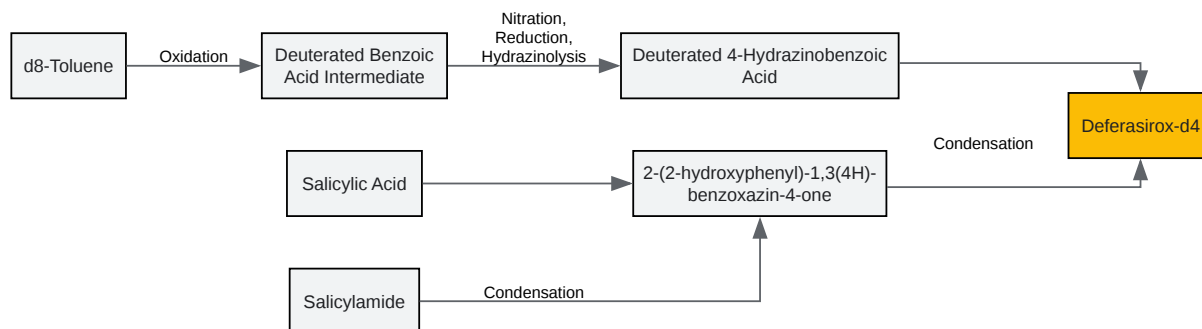 d8-Toluene
Oxidation
Deuterated Benzoic
Acid Intermediate
Nitration,
Reduction,
Hydrazinolysis
Deuterated 4-Hydrazinobenzoic
Acid
Deferasirox-d4
Condensation
Salicylic Acid
2-(2-hydroxyphenyl)-1,3(4H)-
benzoxazin-4-one
Salicylamide
Condensation